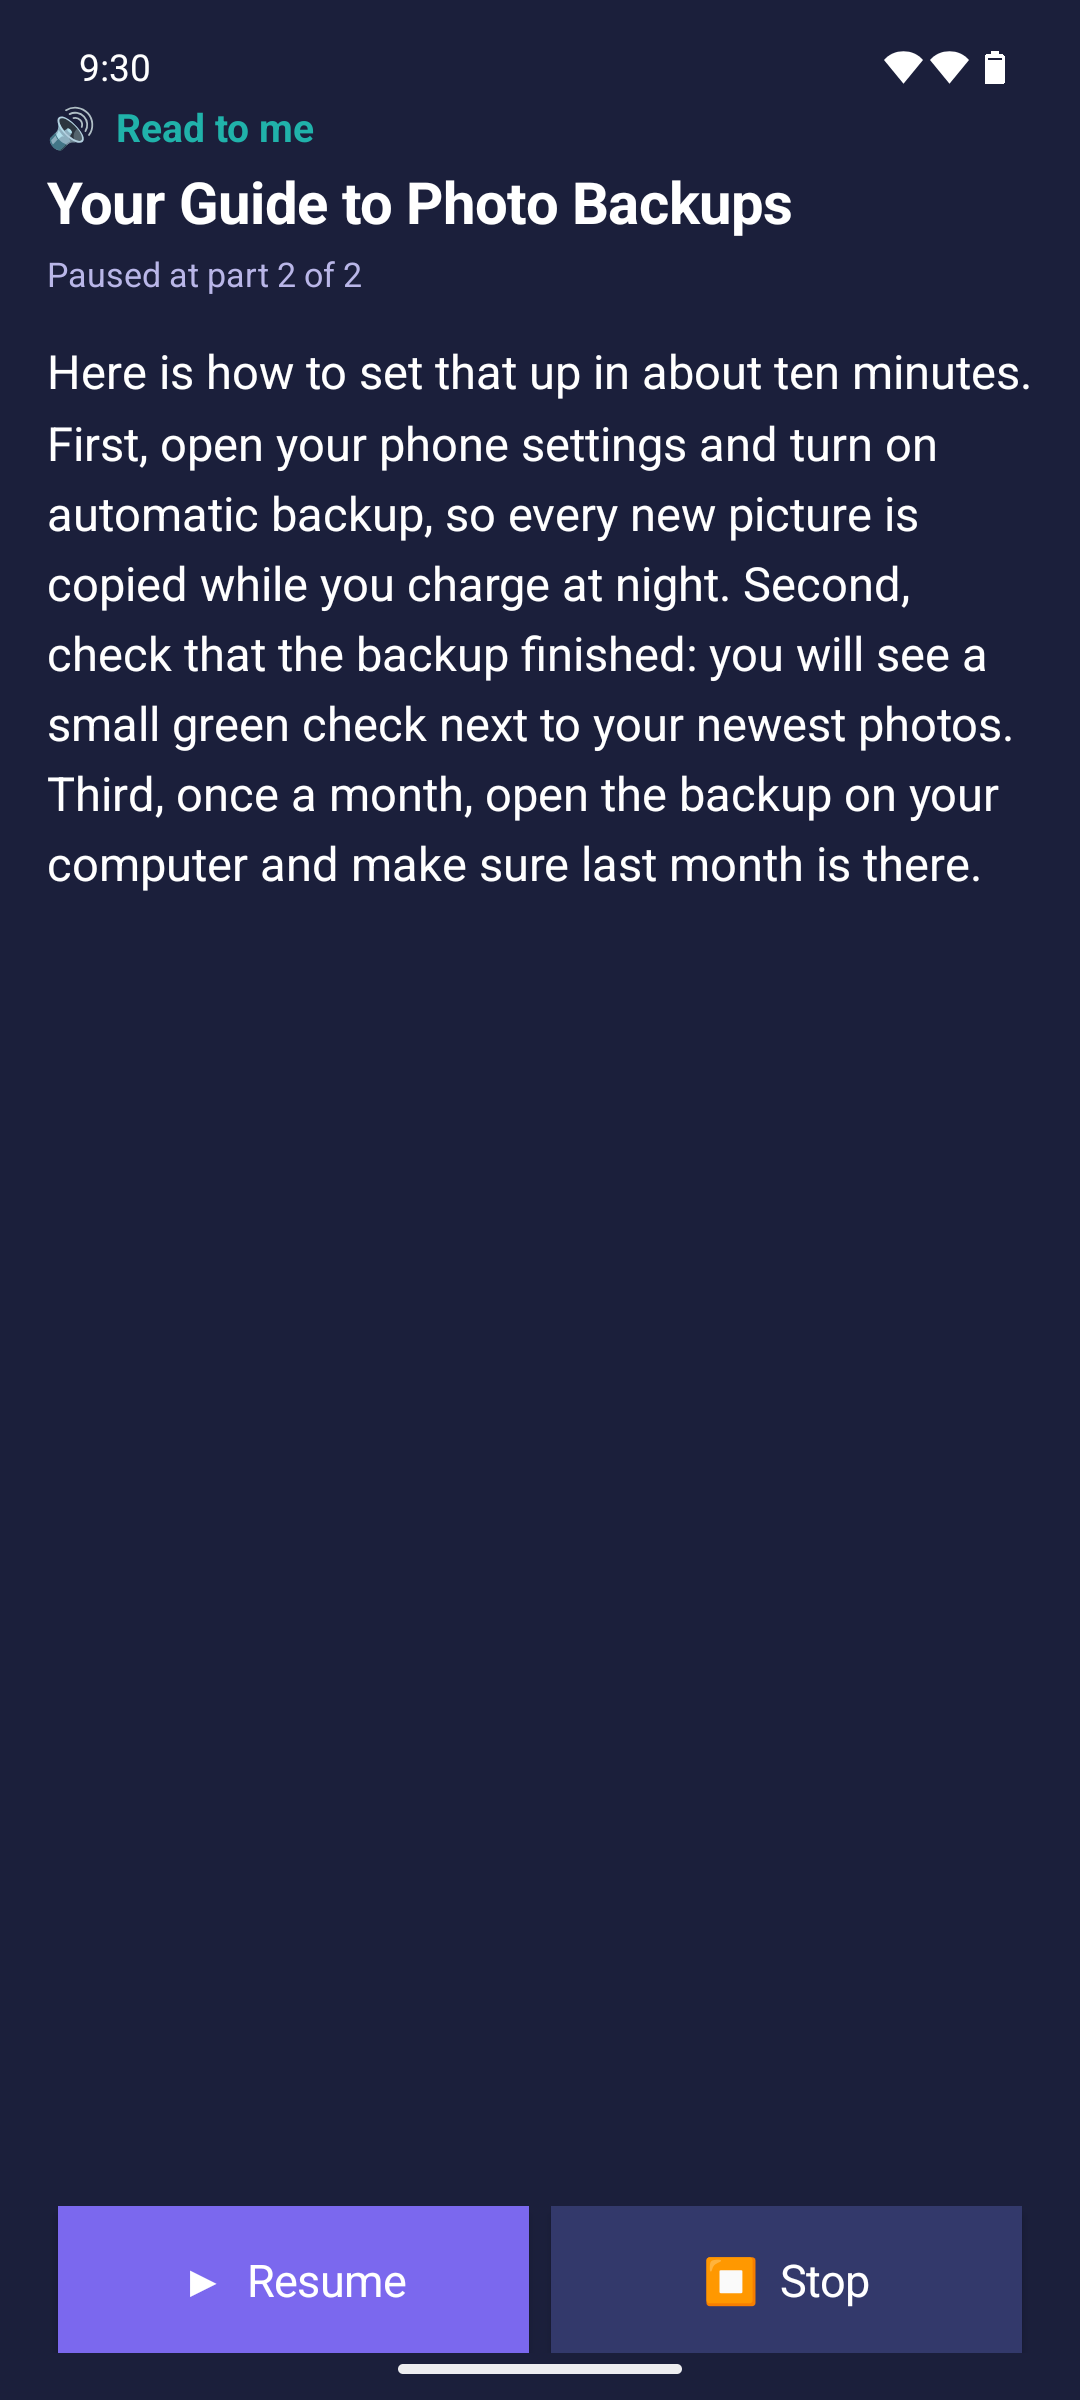 9:30
Read to me
Your Guide to Photo Backups
Paused at part 2 of 2
Here is how to set that up in about ten minutes.
First, open your phone settings and turn on
automatic backup, so every new picture is
copied while you charge at night. Second,
check that the backup finished: you will see a
small green check next to your newest photos.
Third, once a month, open the backup on your
computer and make sure last month is there.
Resume
Stop